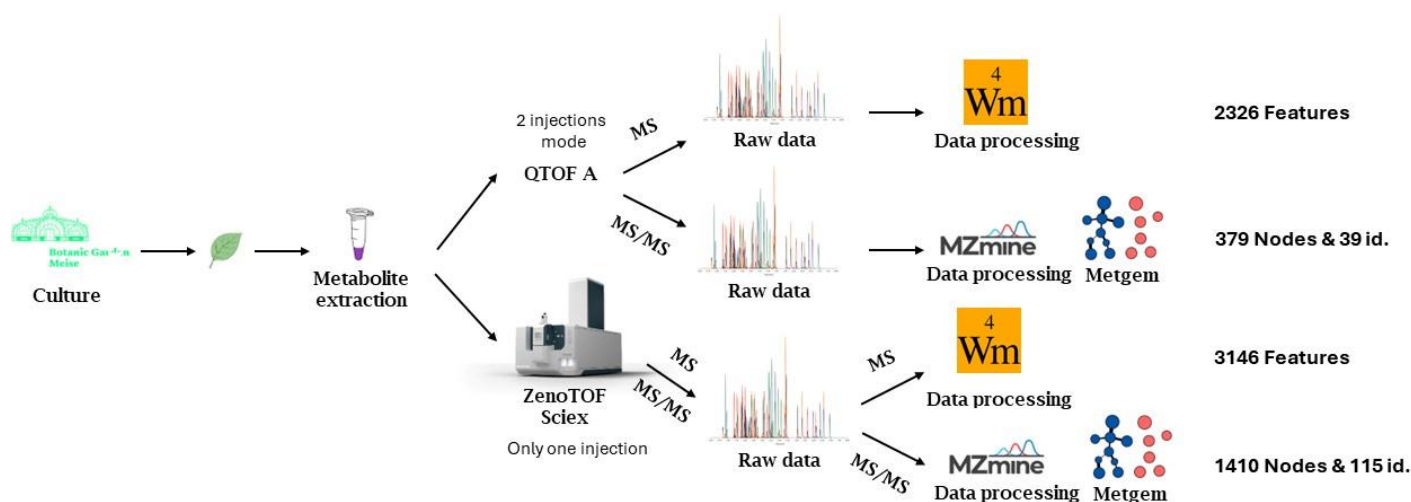 Botanic Garden
Meise
Culture
Metabolite
extraction
2 injections
mode
QTOF A
MS
MS/MS
Raw data
4
Wm
Data processing
2326 Features
Raw data
MZmine
Data processing
Metgem
379 Nodes & 39 id.
ZenoTOF
Sciex
Only one injection
MS
MS/MS
Raw data
MS
4
Wm
Data processing
3146 Features
MS/MS
MZmine
Data processing
Metgem
1410 Nodes & 115 id.